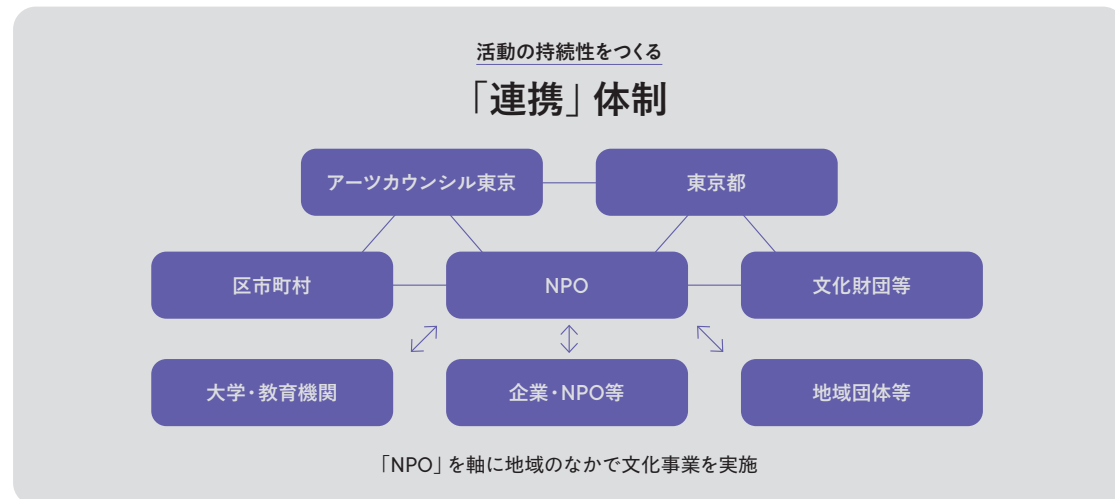 活動の持続性をつくる
「連携」体制
アーツカウンシル東京
東京都
区市町村
NPO
文化財団等
大学・教育機関
企業・NPO等
地域団体等
「NPO」を軸に地域のなかで文化事業を実施